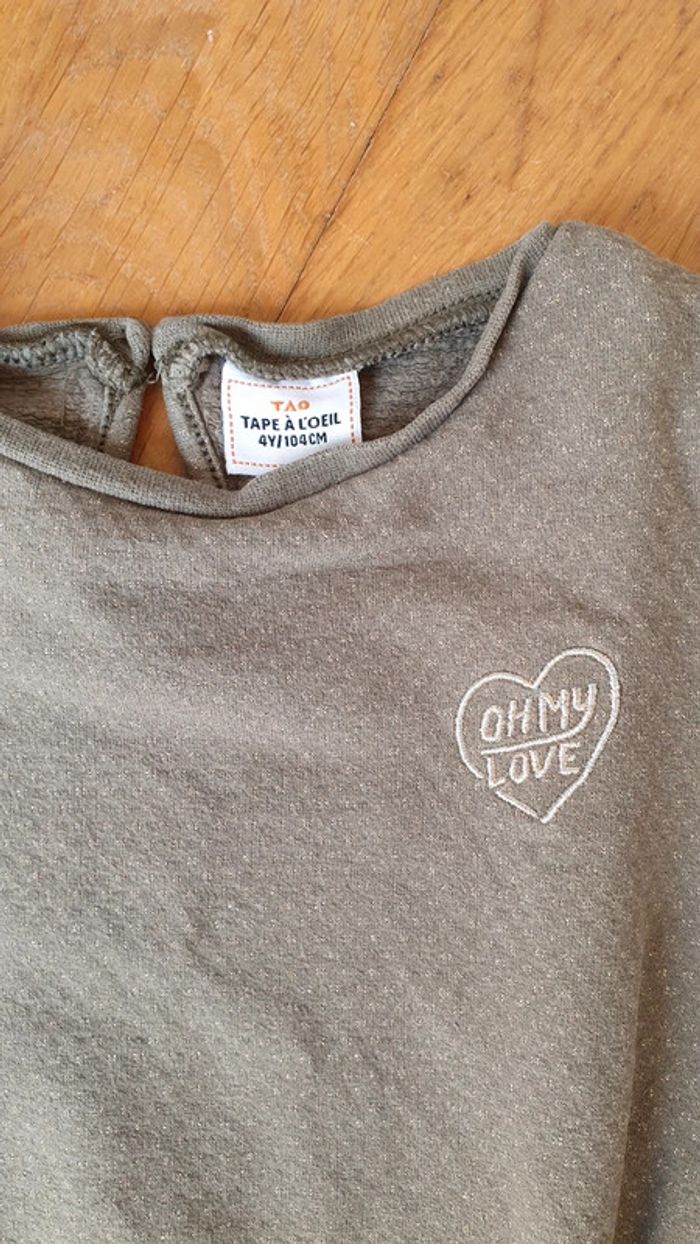 TAO
TAPE À L'OEIL
4Y/104CM
OH MY
LOVE